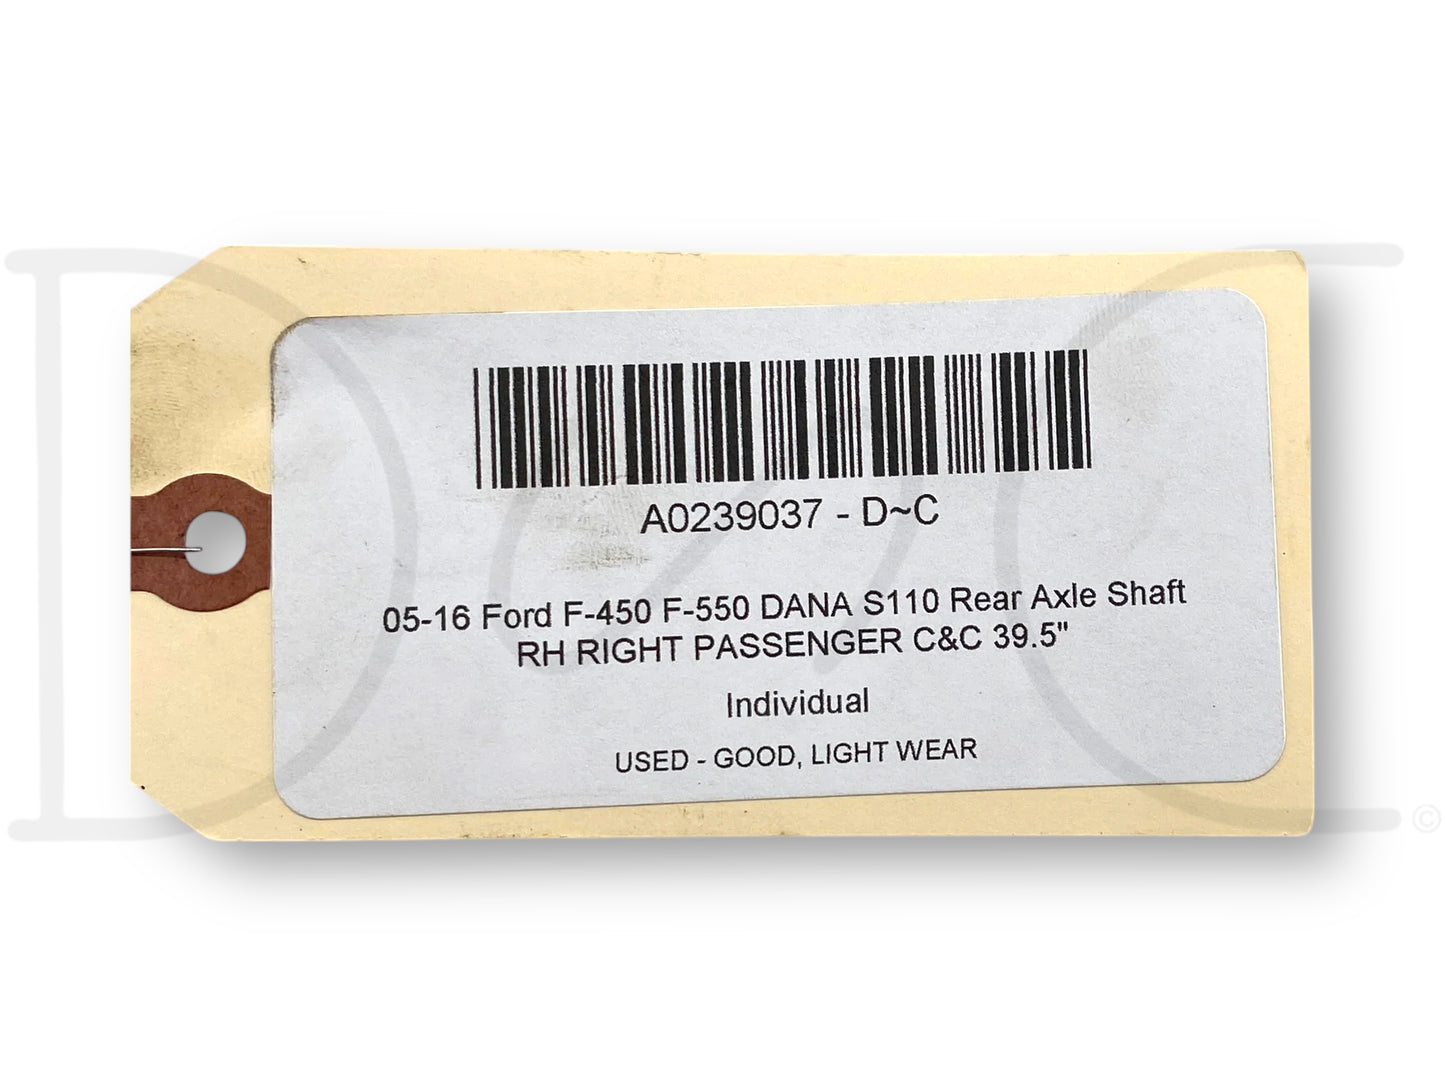 A0239037 - D~C
05-16 Ford F-450 F-550 DANA S110 Rear Axle Shaft
RH RIGHT PASSENGER C&C 39.5"
Individual
USED - GOOD, LIGHT WEAR
D~C ©